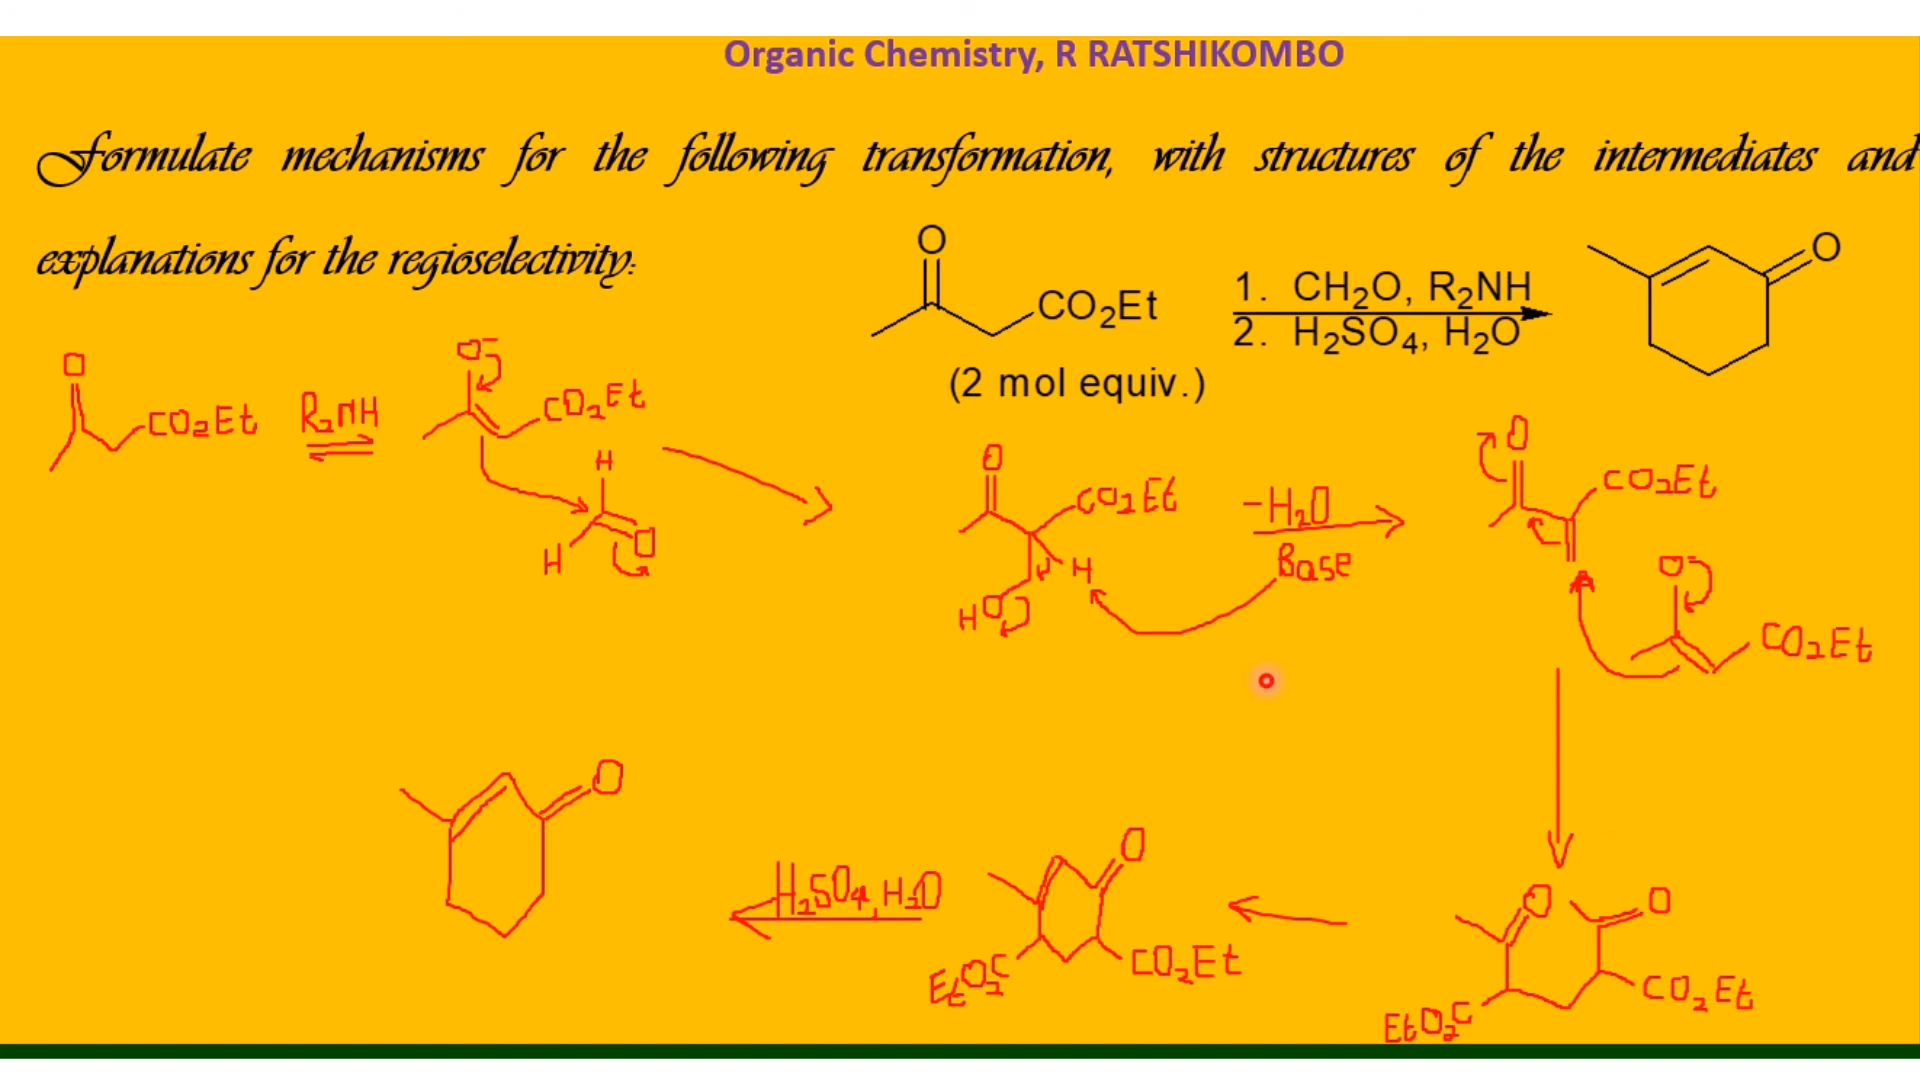 Organic Chemistry, R RATSHIKOMBO
Formulate mechanisms for the following transformation, with structures of the intermediates and
explanations for the regioselectivity:
O
CO2Et
(2 mol equiv.)
1. CH2O, R2NH
2. H2SO4, H2O
O
O
CO2Et
R2NH
O-
CO2Et
H
H
O
O
CO2Et
H
HO
-H2O
Base
O
CO2Et
O-
CO2Et
O
O
CO2Et
EtO2C
O
CO2Et
EtO2C
H2SO4, H2O
O